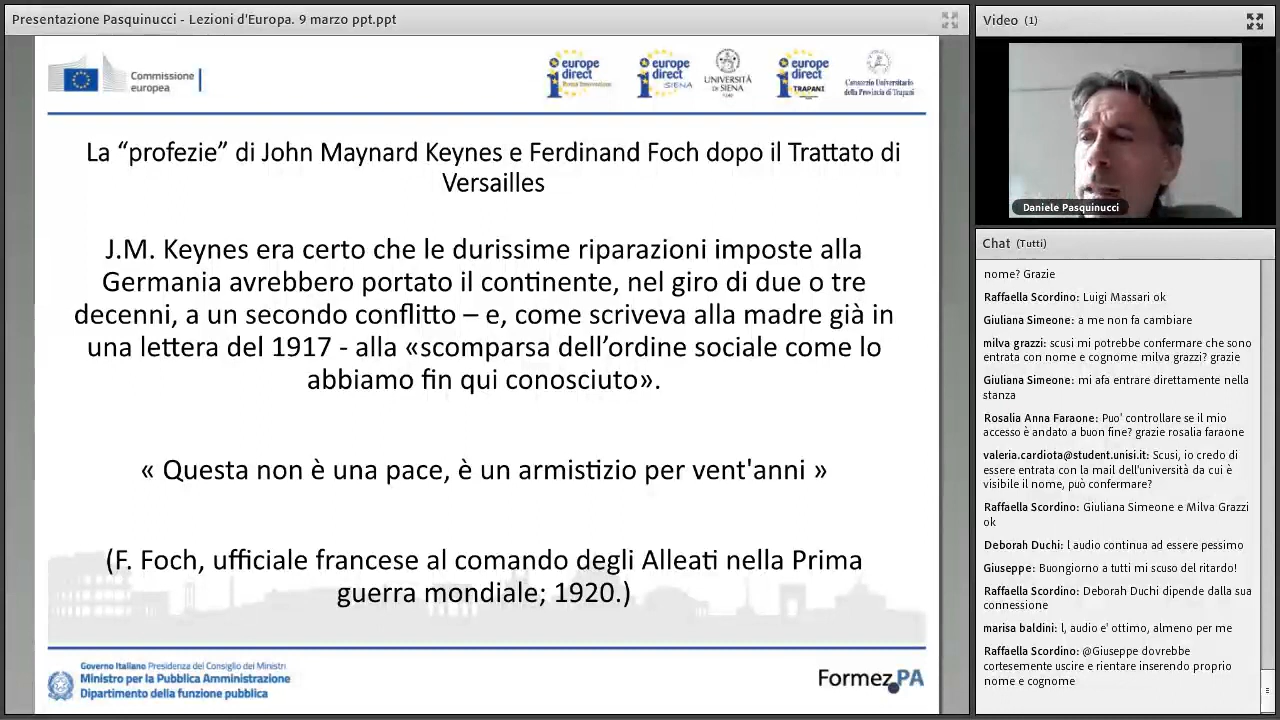 Presentazione Pasquinucci - Lezioni d'Europa. 9 marzo ppt.ppt
Commissione
europea
europe
direct
europe
direct
SIENA
UNIVERSITÀ
DI SIENA
1240
europe
direct
TRAPANI
Consorzio Universitario
della Provincia di Trapani
La “profezie” di John Maynard Keynes e Ferdinand Foch dopo il Trattato di
Versailles
J.M. Keynes era certo che le durissime riparazioni imposte alla
Germania avrebbero portato il continente, nel giro di due o tre
decenni, a un secondo conflitto – e, come scriveva alla madre già in
una lettera del 1917 - alla «scomparsa dell’ordine sociale come lo
abbiamo fin qui conosciuto».
« Questa non è una pace, è un armistizio per vent'anni »
(F. Foch, ufficiale francese al comando degli Alleati nella Prima
guerra mondiale; 1920.)
Governo Italiano Presidenza del Consiglio dei Ministri
Ministro per la Pubblica Amministrazione
Dipartimento della funzione pubblica
Formez PA
Video (1)
Daniele Pasquinucci
Chat (Tutti)
nome? Grazie
Raffaella Scordino: Luigi Massari ok
Giuliana Simeone: a me non fa cambiare
milva grazzi: scusi mi potrebbe confermare che sono
entrata con nome e cognome milva grazzi? grazie
Giuliana Simeone: mi afa entrare direttamente nella
stanza
Rosalia Anna Faraone: Puo' controllare se il mio
accesso è andato a buon fine? grazie rosalia faraone
valeria.cardiota@student.unisi.it: Scusi, io credo di
essere entrata con la mail dell'università da cui è
visibile il nome, può confermare?
Raffaella Scordino: Giuliana Simeone e Milva Grazzi
ok
Deborah Duchi: l audio continua ad essere pessimo
Giuseppe: Buongiorno a tutti mi scuso del ritardo!
Raffaella Scordino: Deborah Duchi dipende dalla sua
connessione
marisa baldini: l, audio e' ottimo, almeno per me
Raffaella Scordino: @Giuseppe dovrebbe
cortesemente uscire e rientare inserendo proprio
nome e cognome